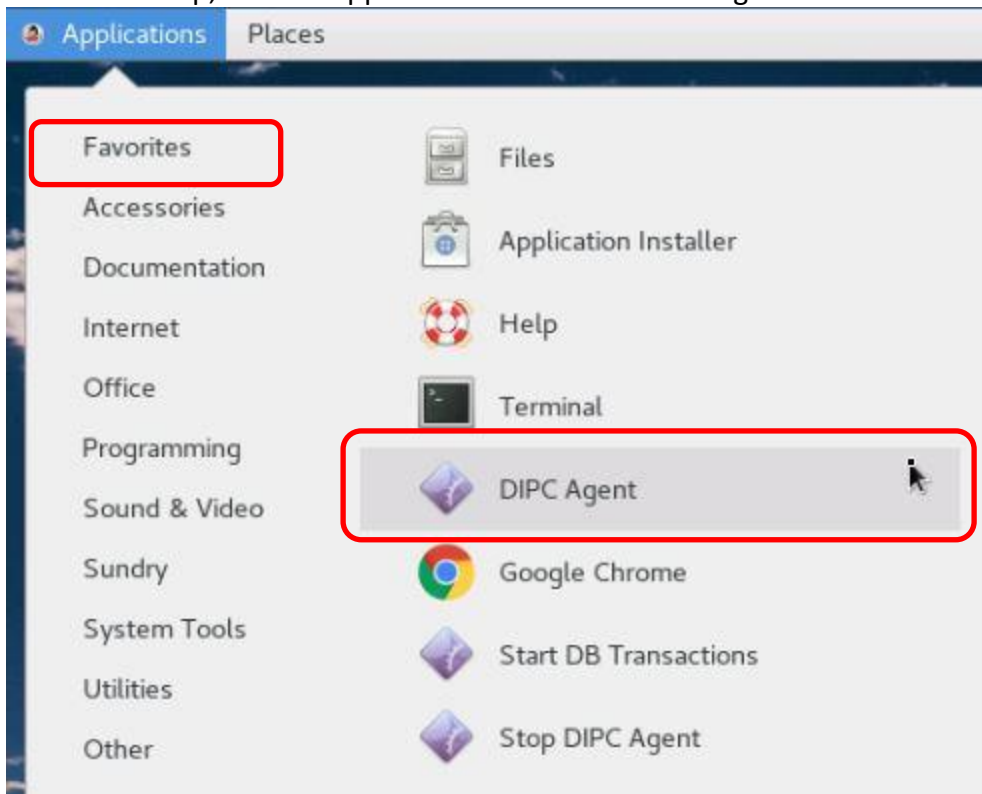 Applications Places
Favorites
Accessories
Documentation
Internet
Office
Programming
Sound & Video
Sundry
System Tools
Utilities
Other
Files
Application Installer
Help
Terminal
DIPC Agent
Google Chrome
Start DB Transactions
Stop DIPC Agent